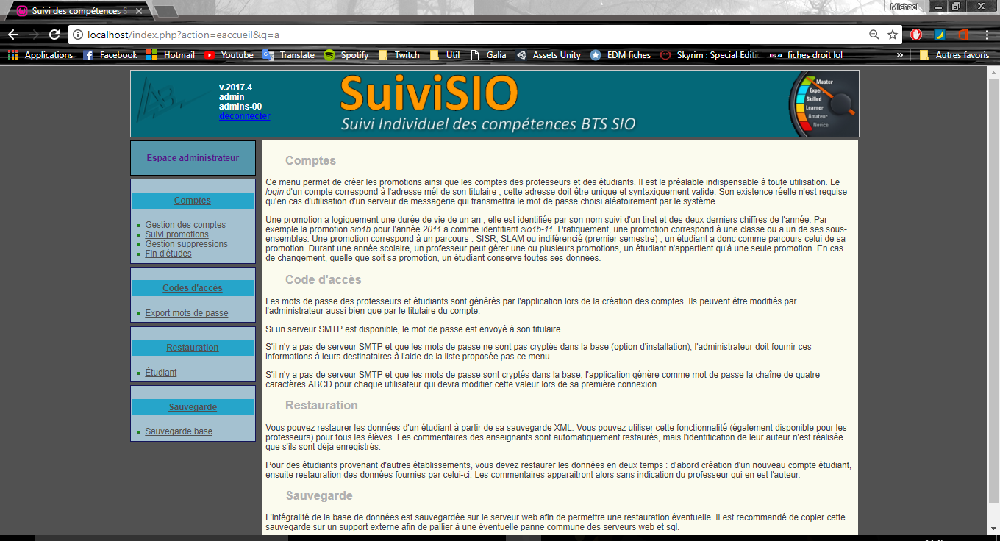 Suivi des compétences S
Michael
localhost/index.php?action=eaccueil&q=a
Applications Facebook Hotmail Youtube Translate Spotify Twitch Util Galia Assets Unity EDM fiches Skyrim : Special Editi fiches droit lol » Autres favoris
v.2017.4
admin
admins-00
déconnecter
SuiviSIO
Suivi Individuel des compétences BTS SIO
Master
Expert
Skilled
Learner
Amateur
Novice
Espace administrateur
Comptes
Gestion des comptes
Suivi promotions
Gestion suppressions
Fin d'études
Codes d'accès
Export mots de passe
Restauration
Étudiant
Sauvegarde
Sauvegarde base
Comptes
Ce menu permet de créer les promotions ainsi que les comptes des professeurs et des étudiants. Il est le préalable indispensable à toute utilisation. Le
login d'un compte correspond à l'adresse mél de son titulaire ; cette adresse doit être unique et syntaxiquement valide. Son existence réelle n'est requise
qu'en cas d'utilisation d'un serveur de messagerie qui transmettra le mot de passe choisi aléatoirement par le système.
Une promotion a logiquement une durée de vie de un an ; elle est identifiée par son nom suivi d'un tiret et des deux derniers chiffres de l'année. Par
exemple la promotion sio1b pour l'année 2011 a comme identifiant sio1b-11. Pratiquement, une promotion correspond à une classe ou a un de ses sous-
ensembles. Une promotion correspond à un parcours : SISR, SLAM ou indiférencié (premier semestre) ; un étudiant a donc comme parcours celui de sa
promotion. Durant une année scolaire, un professeur peut gérer une ou plusieurs promotions, un étudiant n'appartient qu'à une seule promotion. En cas
de changement, quelle que soit sa promotion, un étudiant conserve toutes ses données.
Code d'accès
Les mots de passe des professeurs et étudiants sont générés par l'application lors de la création des comptes. Ils peuvent être modifiés par
l'administrateur aussi bien que par le titulaire du compte.
Si un serveur SMTP est disponible, le mot de passe est envoyé à son titulaire.
S'il n'y a pas de serveur SMTP et que les mots de passe ne sont pas cryptés dans la base (option d'installation), l'administrateur doit fournir ces
informations à leurs destinataires à l'aide de la liste proposée pas ce menu.
S'il n'y a pas de serveur SMTP et que les mots de passe sont cryptés dans la base, l'application génère comme mot de passe la chaîne de quatre
caractères ABCD pour chaque utilisateur qui devra modifier cette valeur lors de sa première connexion.
Restauration
Vous pouvez restaurer les données d'un étudiant à partir de sa sauvegarde XML. Vous pouvez utiliser cette fonctionnalité (également disponible pour les
professeurs) pour tous les élèves. Les commentaires des enseignants sont automatiquement restaurés, mais l'identification de leur auteur n'est réalisée
que s'ils sont déjà enregistrés.
Pour des étudiants provenant d'autres établissements, vous devez restaurer les données en deux temps : d'abord création d'un nouveau compte étudiant,
ensuite restauration des données fournies par celui-ci. Les commentaires apparaitront alors sans indication du professeur qui en est l'auteur.
Sauvegarde
L'intégralité de la base de données est sauvegardée sur le serveur web afin de permettre une restauration éventuelle. Il est recommandé de copier cette
sauvegarde sur un support externe afin de pallier à une éventuelle panne commune des serveurs web et sql.